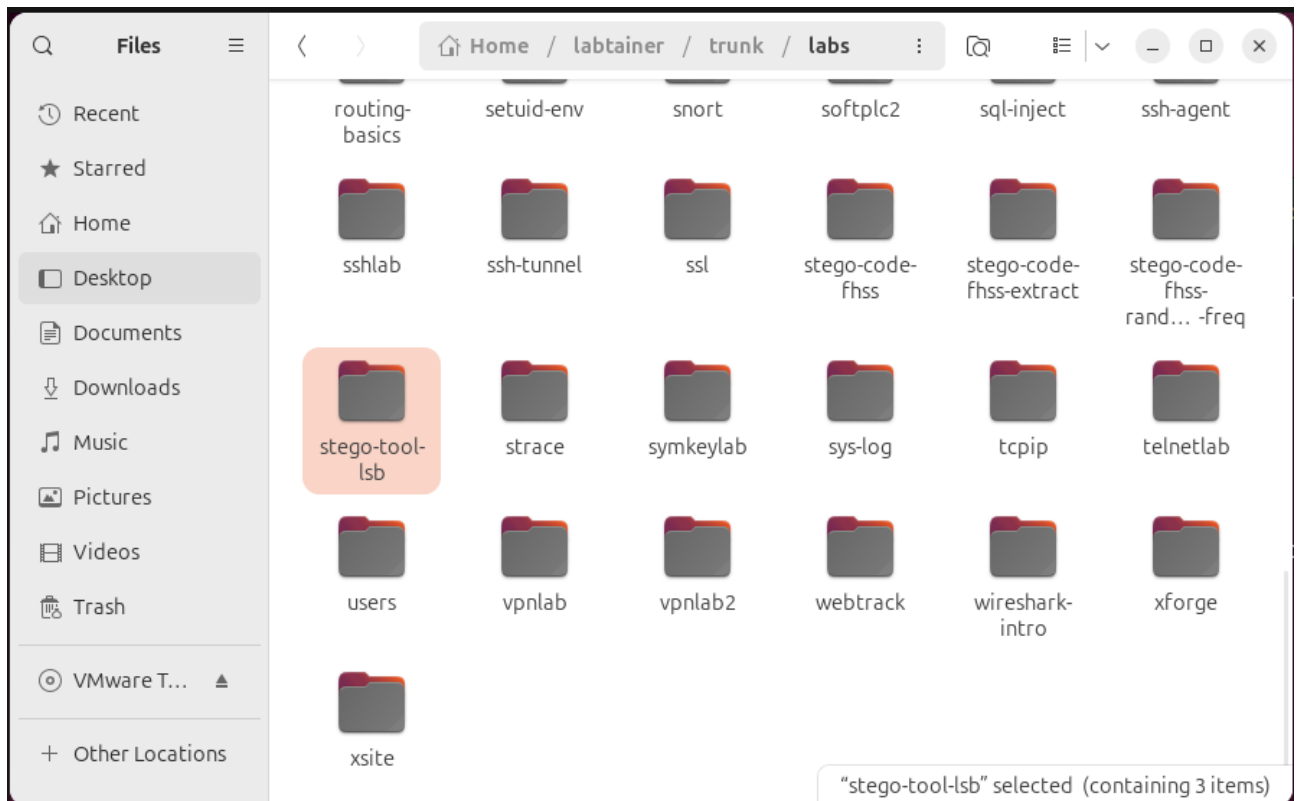 Files
Home / labtainer / trunk / labs
Recent
Starred
Home
Desktop
Documents
Downloads
Music
Pictures
Videos
Trash
VMware T...
+ Other Locations
routing-
basics
setuid-env
snort
softplc2
sql-inject
ssh-agent
sshlab
ssh-tunnel
ssl
stego-code-
fhss
stego-code-
fhss-extract
stego-code-
fhss-
rand... -freq
stego-tool-
lsb
strace
symkeylab
sys-log
tcpip
telnetlab
users
vpnlab
vpnlab2
webtrack
wireshark-
intro
xforge
xsite
“stego-tool-lsb” selected (containing 3 items)